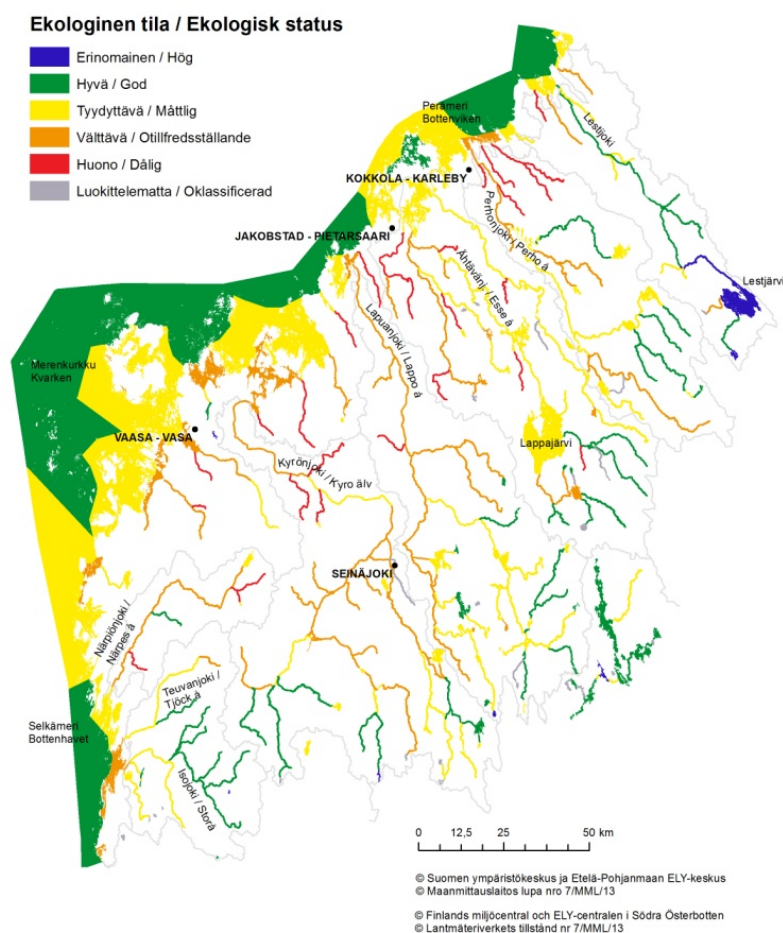 Ekologinen tila / Ekologisk status
Erinomainen / Hög
Hyvä / God
Tyydyttävä / Måttlig
Välttävä / Otillfredsställande
Huono / Dålig
Luokittelematta / Oklassificerad
Perämeri
Bottenviken
Lestijoki
KOKKOLA - KARLEBY
Perhonjoki / Perho å
JAKOBSTAD - PIETARSAARI
Ähtävänj. / Esse å
Lestjärvi
Lapuanjoki / Lappo å
Merenkurkku
Kvarken
VAASA - VASA
Lappajärvi
Kyrönjoki / Kyro älv
SEINÄJOKI
Närpiönjoki /
Närpes å
Teuvanjoki /
Tjöck å
Selkämeri
Bottenhavet
Isojoki / Storå
0 12,5 25 50 km
© Suomen ympäristökeskus ja Etelä-Pohjanmaan ELY-keskus
© Maanmittauslaitos lupa nro 7/MML/13
© Finlands miljöcentral och ELY-centralen i Södra Österbotten
© Lantmäteriverkets tillstånd nr 7/MML/13